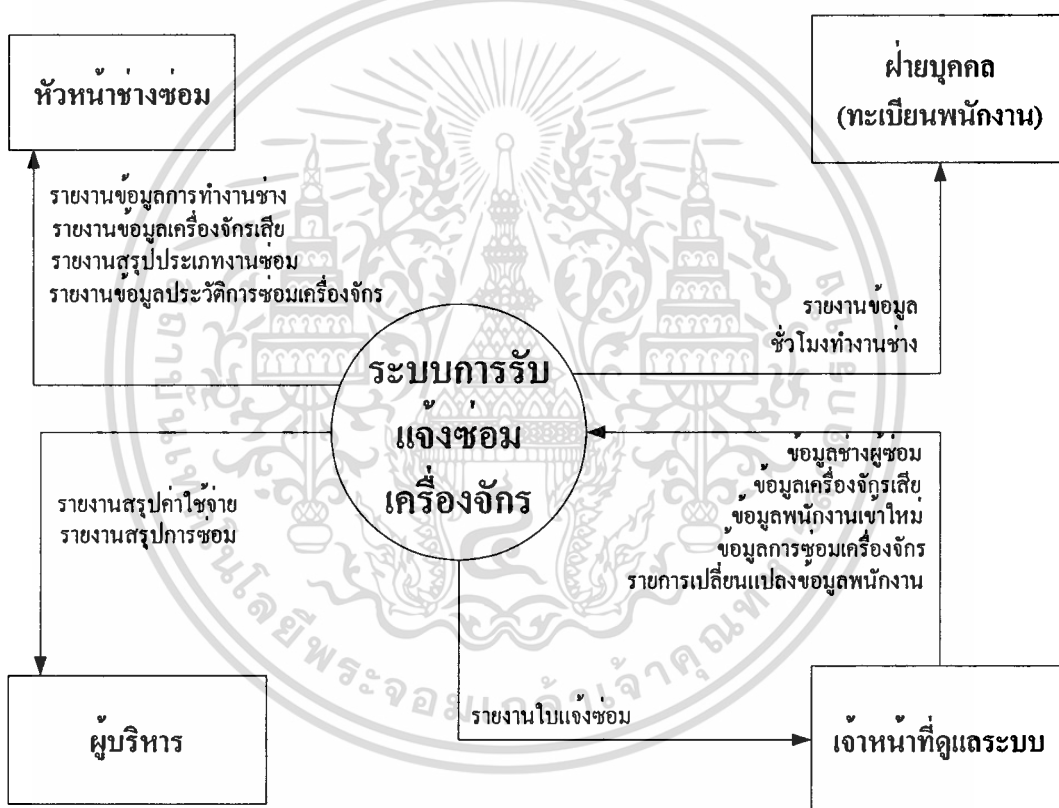 หัวหน้าช่างซ่อม
ฝ่ายบุคคล
(ทะเบียนพนักงาน)
รายงานข้อมูลการทำงานช่าง
รายงานข้อมูลเครื่องจักรเสีย
รายงานสรุปประเภทงานซ่อม
รายงานข้อมูลประวัติการซ่อมเครื่องจักร
รายงานข้อมูล
ชั่วโมงทำงานช่าง
ระบบการรับ
แจ้งซ่อม
เครื่องจักร
ข้อมูลช่างผู้ซ่อม
ข้อมูลเครื่องจักรเสีย
ข้อมูลพนักงานเข้าใหม่
ข้อมูลการซ่อมเครื่องจักร
รายการเปลี่ยนแปลงข้อมูลพนักงาน
รายงานสรุปค่าใช้จ่าย
รายงานสรุปการซ่อม
รายงานใบแจ้งซ่อม
ผู้บริหาร
เจ้าหน้าที่ดูแลระบบ